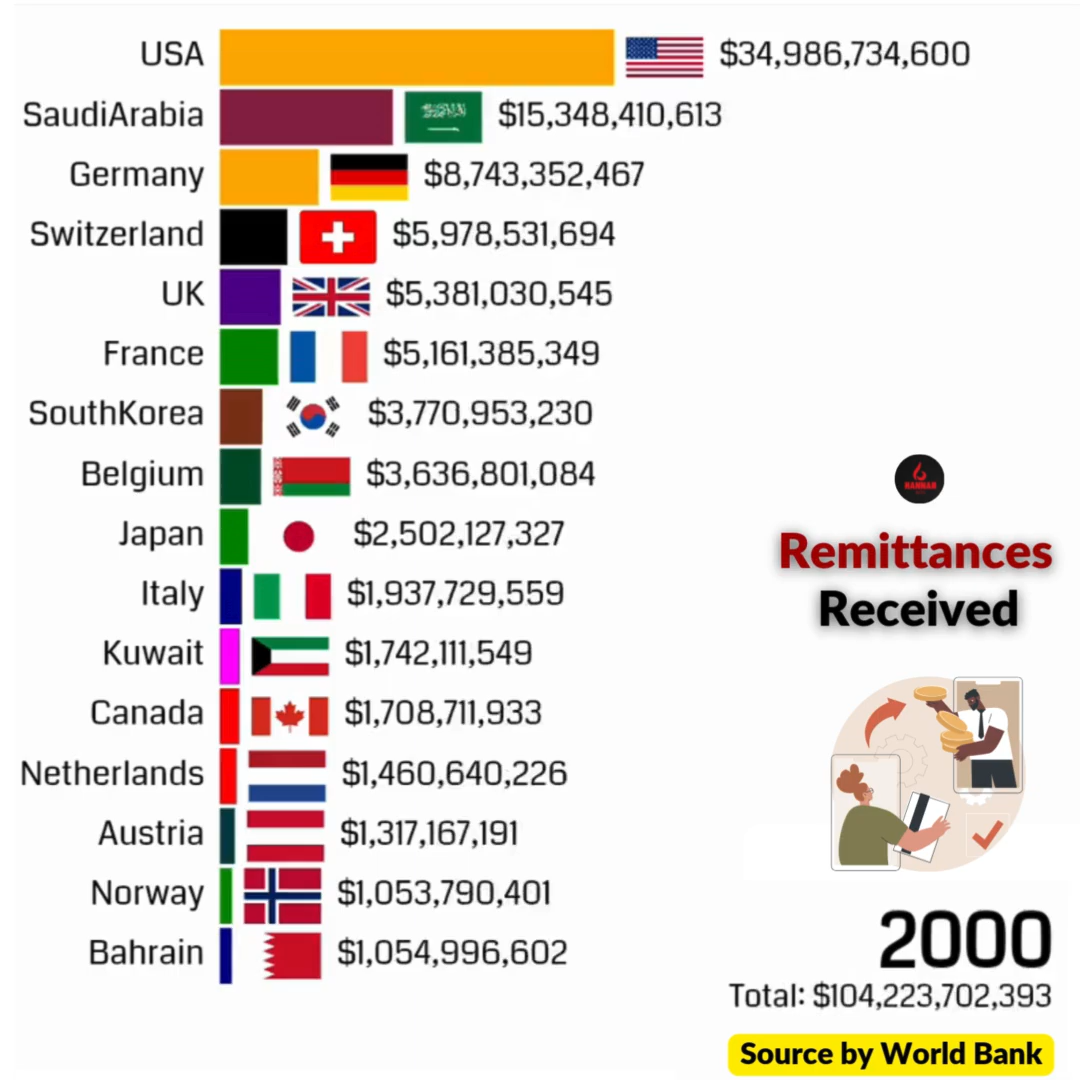 USA $34,986,734,600
SaudiArabia $15,348,410,613
Germany $8,743,352,467
Switzerland $5,978,531,694
UK $5,381,030,545
France $5,161,385,349
SouthKorea $3,770,953,230
Belgium $3,636,801,084
Japan $2,502,127,327
Italy $1,937,729,559
Kuwait $1,742,111,549
Canada $1,708,711,933
Netherlands $1,460,640,226
Austria $1,317,167,191
Norway $1,053,790,401
Bahrain $1,054,996,602
HANNAN
Remittances
Received
2000
Total: $104,223,702,393
Source by World Bank